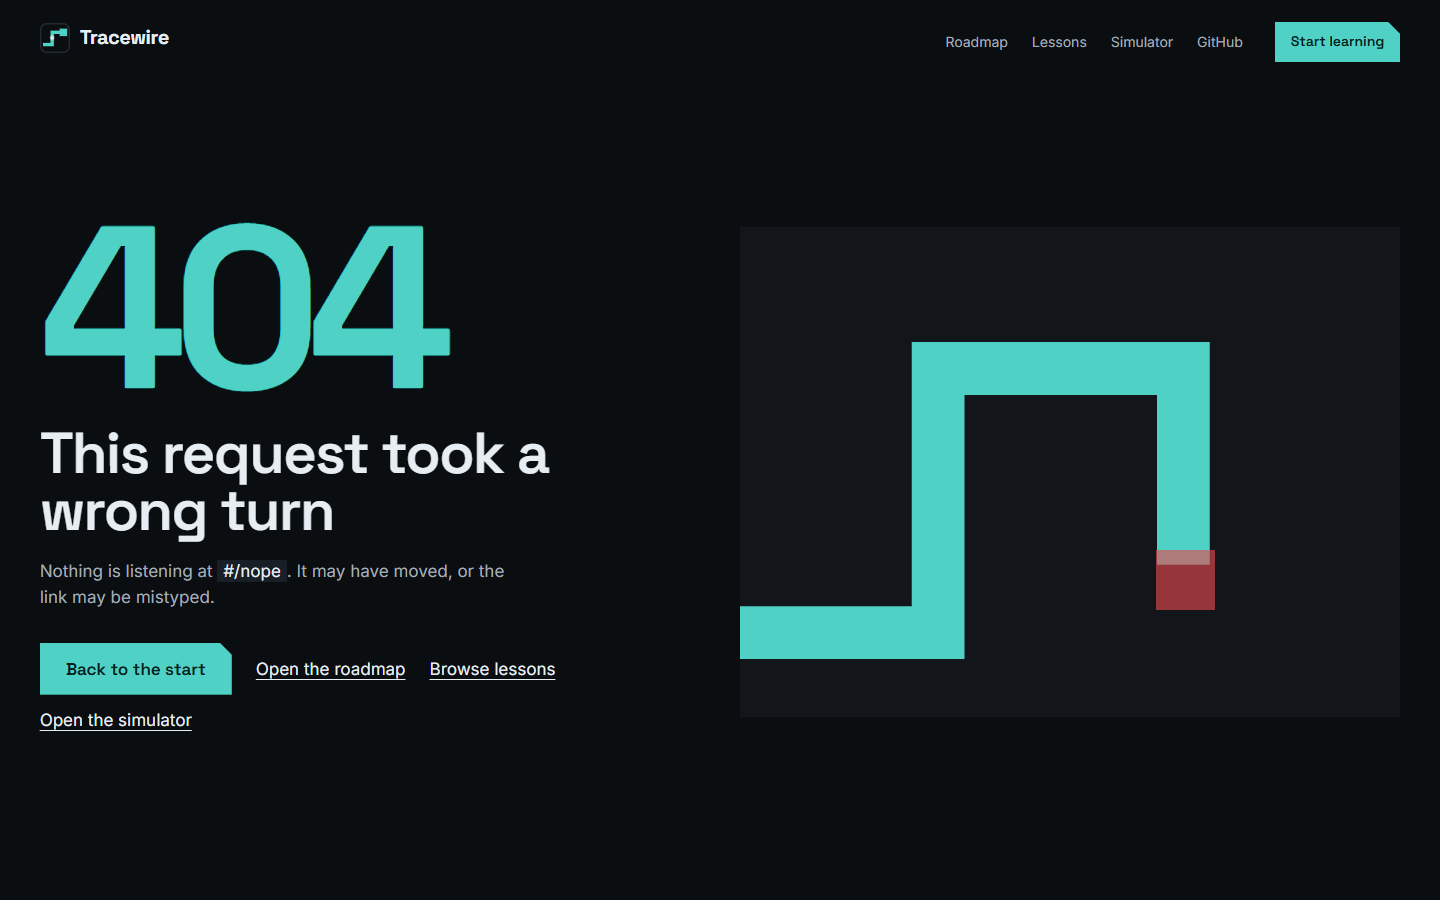 Tracewire
Roadmap Lessons Simulator GitHub Start learning
404
This request took a
wrong turn
Nothing is listening at #/nope . It may have moved, or the
link may be mistyped.
Back to the start Open the roadmap Browse lessons
Open the simulator